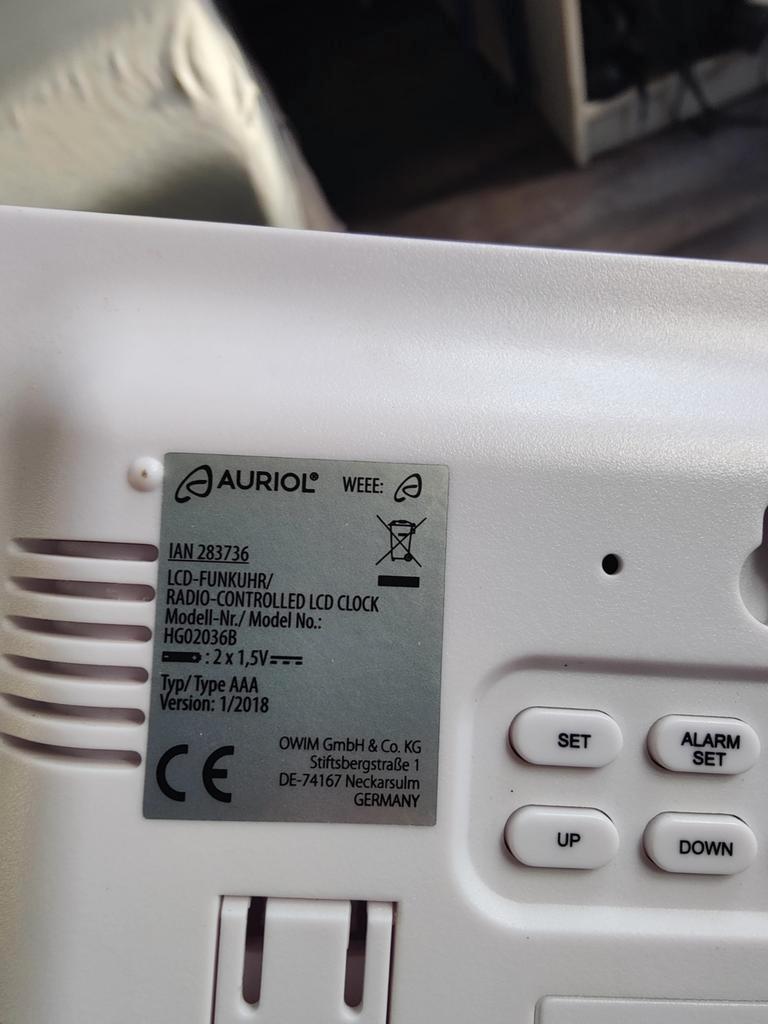 AURIOL® WEEE:
IAN 283736
LCD-FUNKUHR/
RADIO-CONTROLLED LCD CLOCK
Modell-Nr./ Model No.:
HG02036B
: 2 x 1,5V
Typ/ Type AAA
Version: 1/2018
CE
OWIM GmbH & Co. KG
Stiftsbergstraße 1
DE-74167 Neckarsulm
GERMANY
SET
ALARM
SET
UP
DOWN